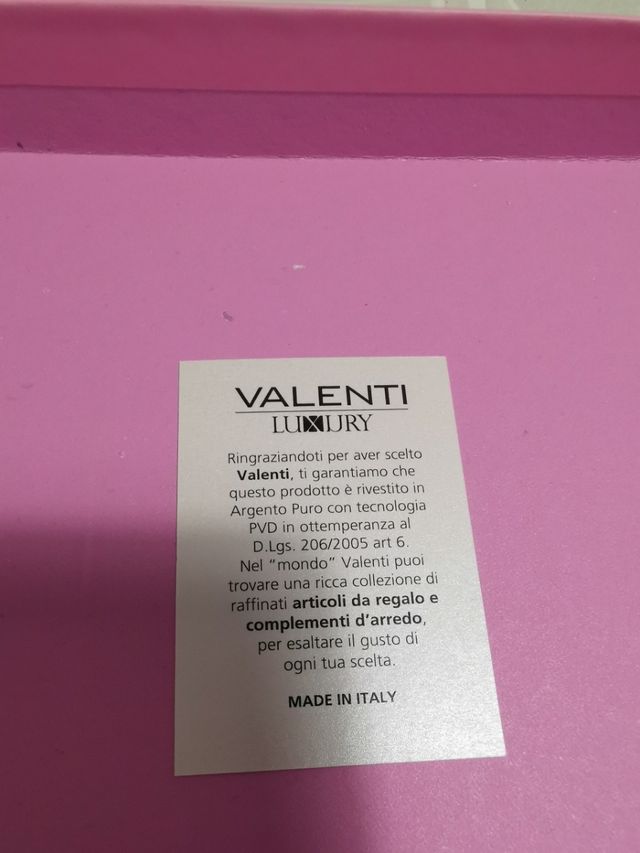 VALENTI
LUXURY
Ringraziandoti per aver scelto
Valenti, ti garantiamo che
questo prodotto è rivestito in
Argento Puro con tecnologia
PVD in ottemperanza al
D.Lgs. 206/2005 art 6.
Nel “mondo” Valenti puoi
trovare una ricca collezione di
raffinati articoli da regalo e
complementi d’arredo,
per esaltare il gusto di
ogni tua scelta.
MADE IN ITALY